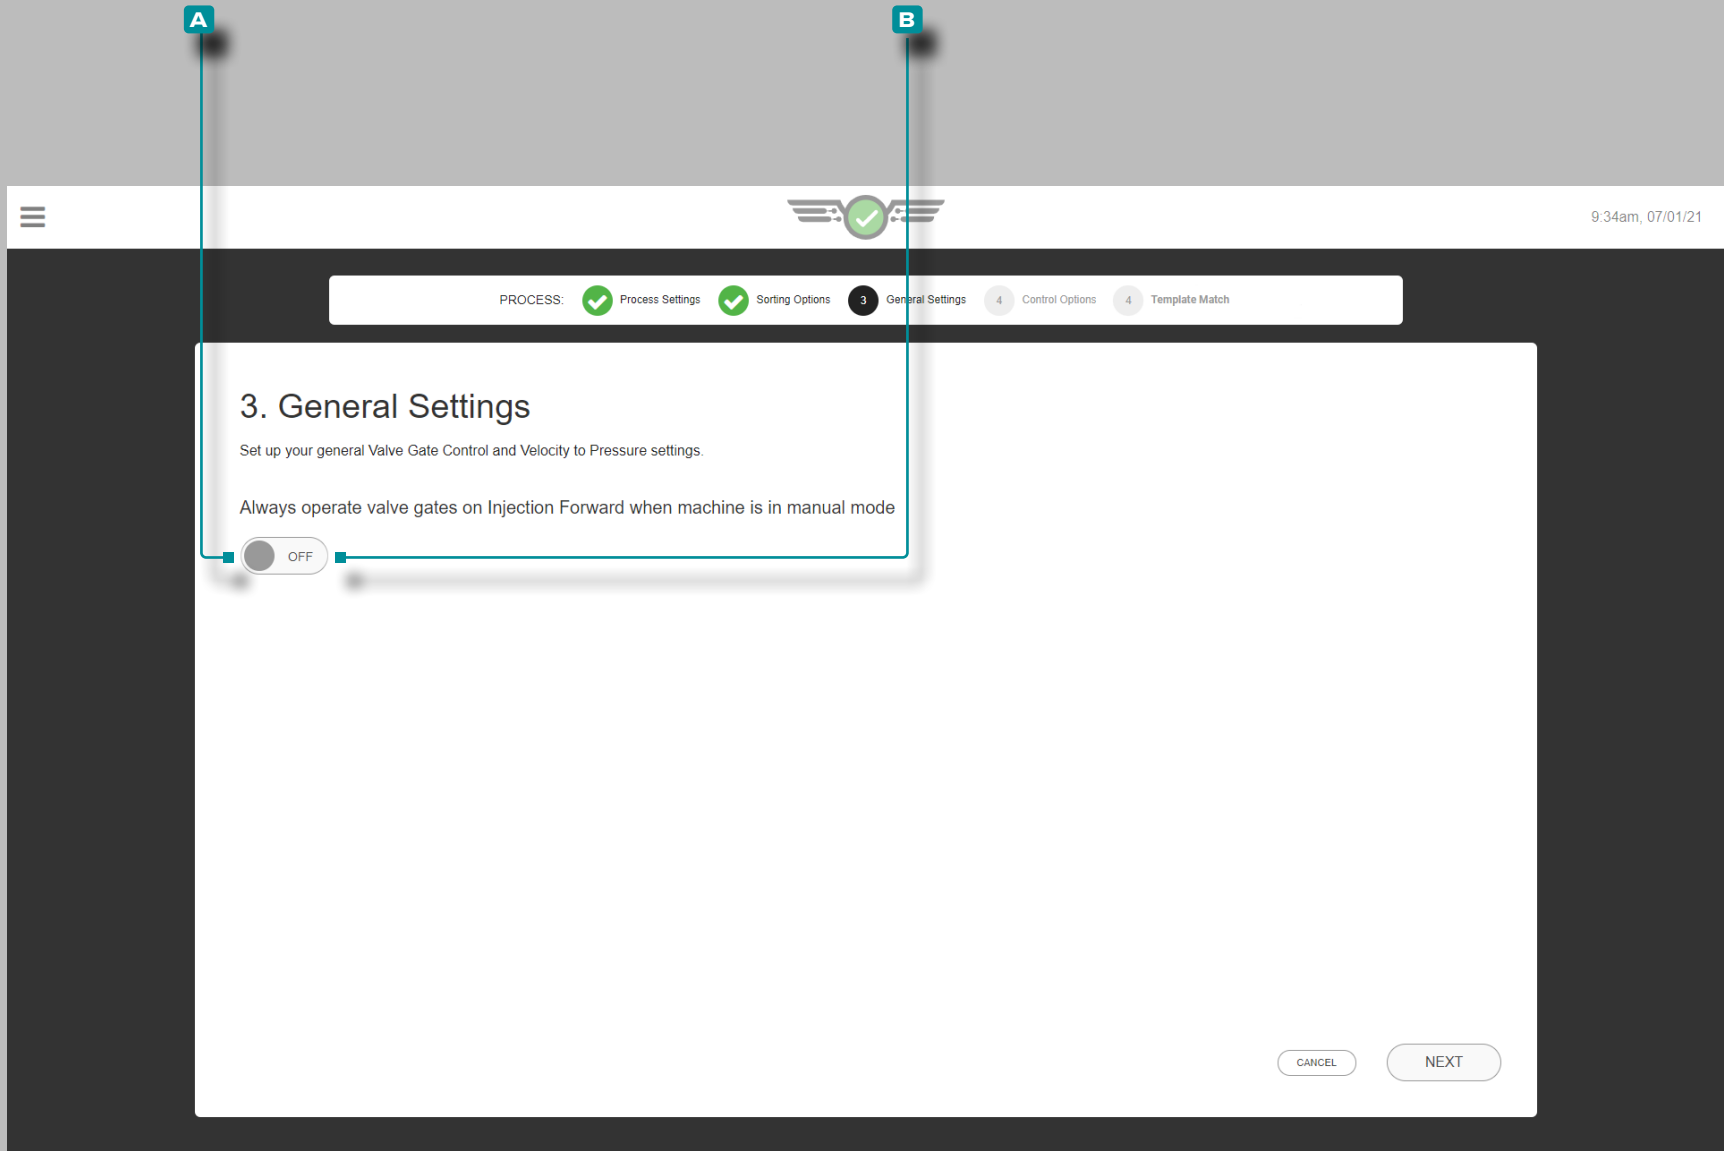 A B
9:34am, 07/01/21
PROCESS: Process Settings Sorting Options 3 General Settings 4 Control Options 4 Template Match
3. General Settings
Set up your general Valve Gate Control and Velocity to Pressure settings.
Always operate valve gates on Injection Forward when machine is in manual mode
OFF
CANCEL NEXT